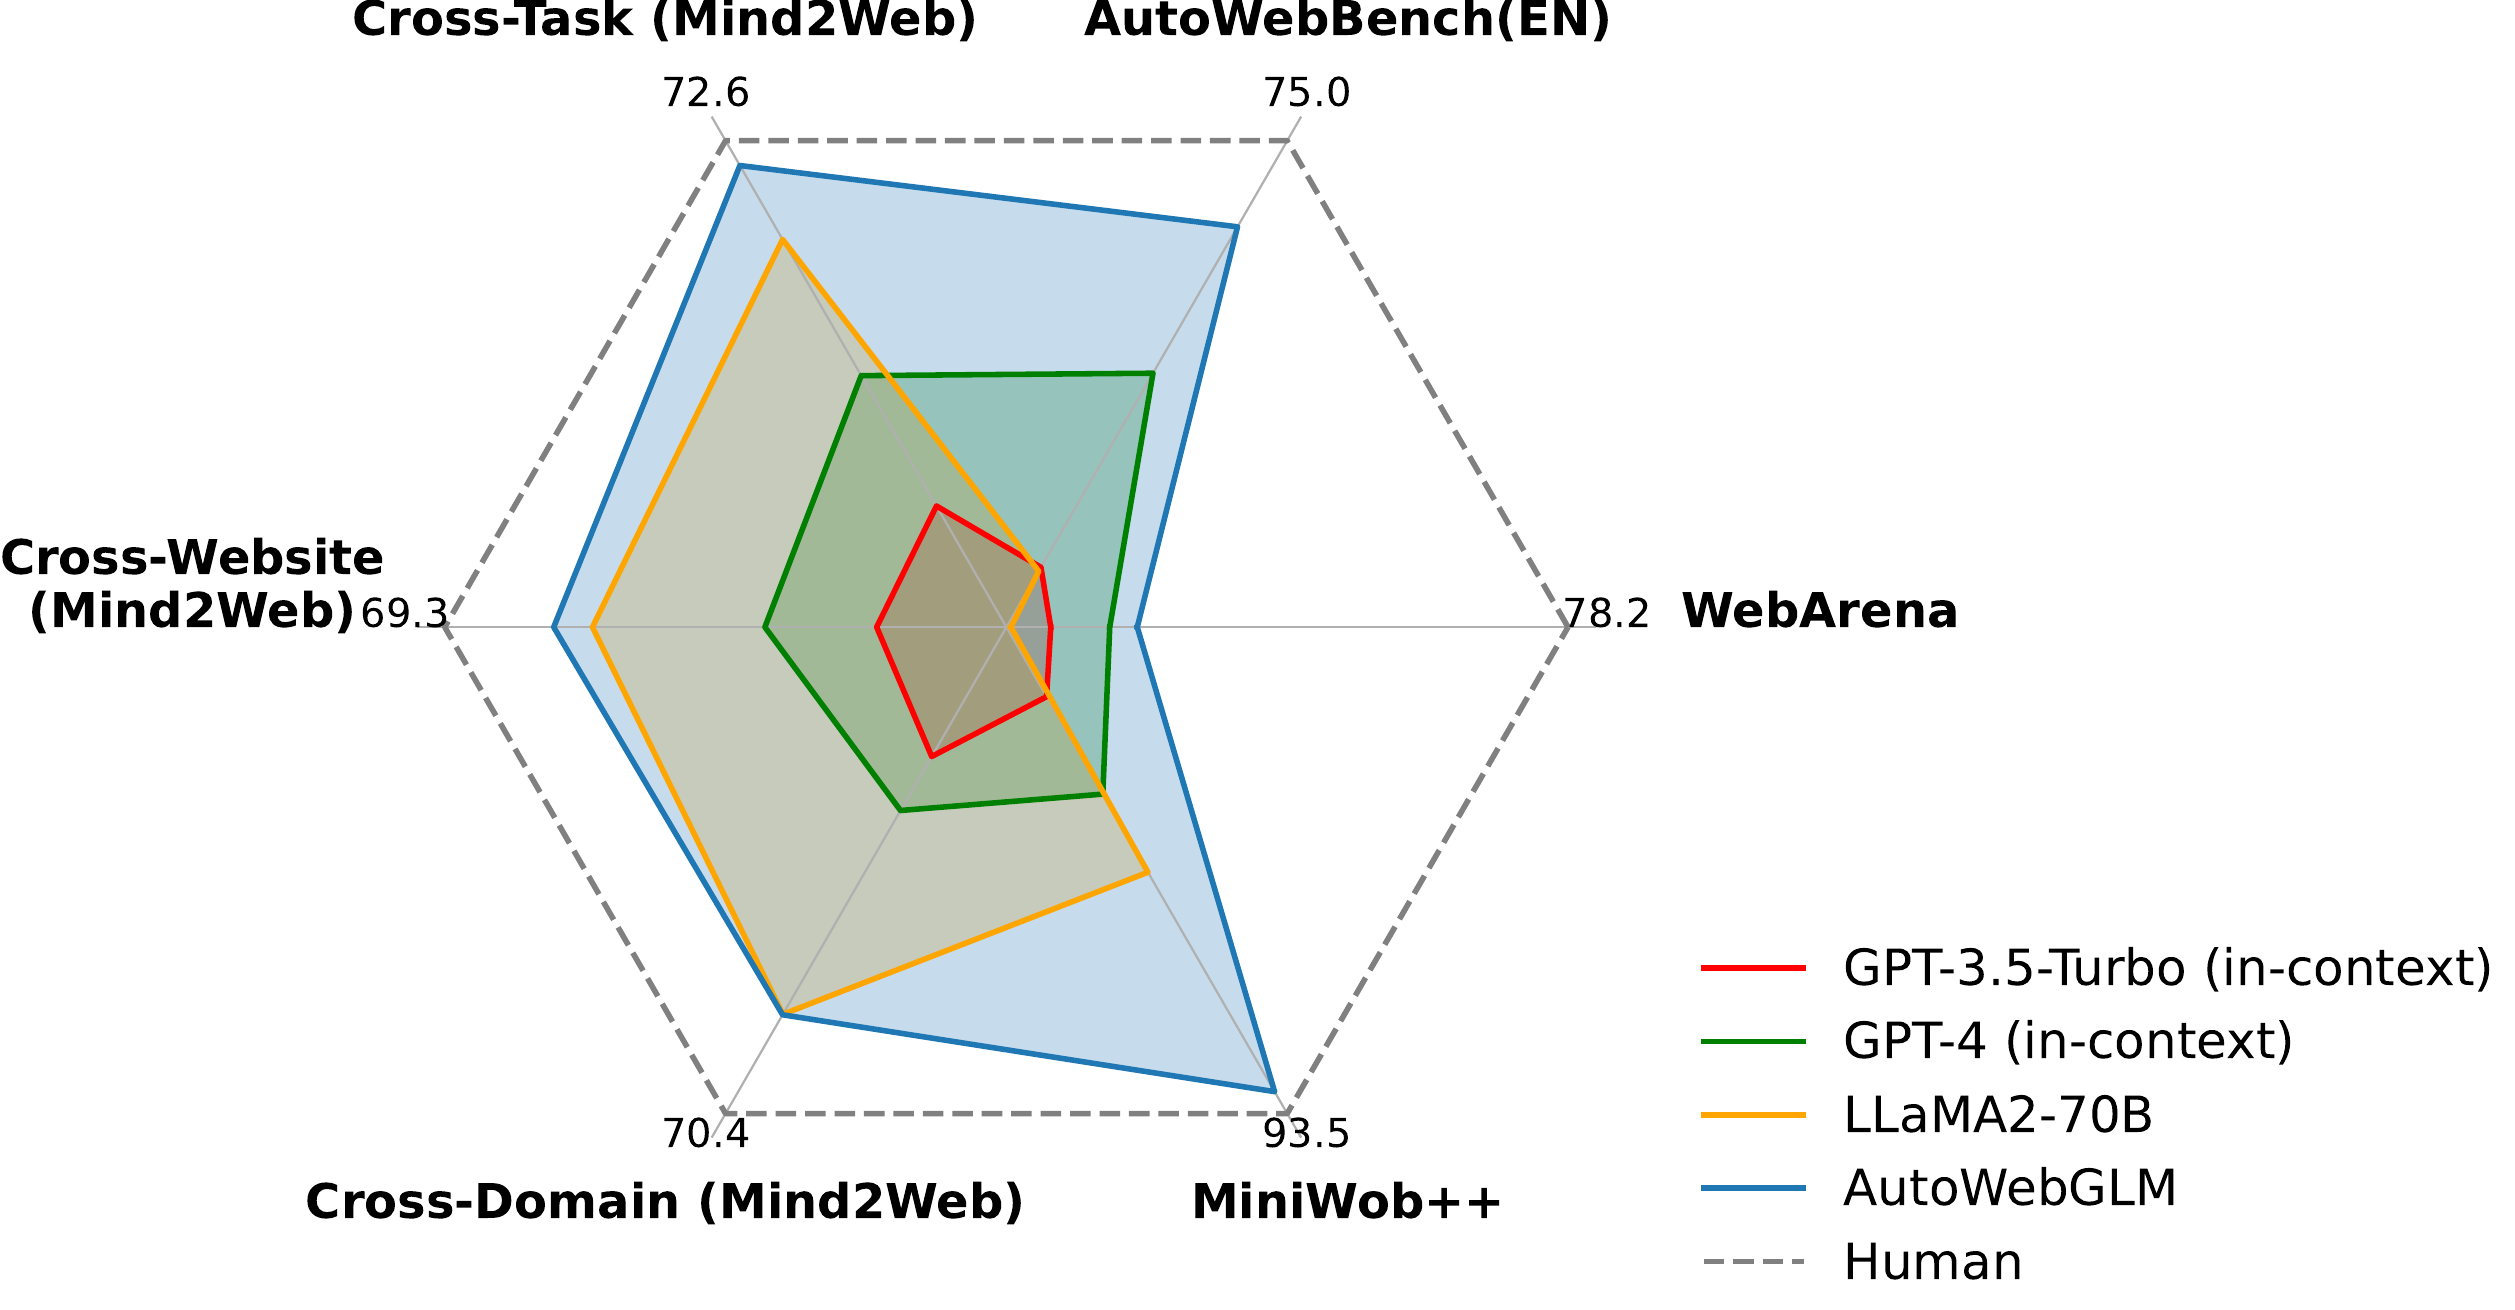 Cross-Task (Mind2Web)
AutoWebBench(EN)
72.6
75.0
Cross-Website
(Mind2Web)
69.3
78.2
WebArena
70.4
93.5
Cross-Domain (Mind2Web)
MiniWob++
GPT-3.5-Turbo (in-context)
GPT-4 (in-context)
LLaMA2-70B
AutoWebGLM
Human